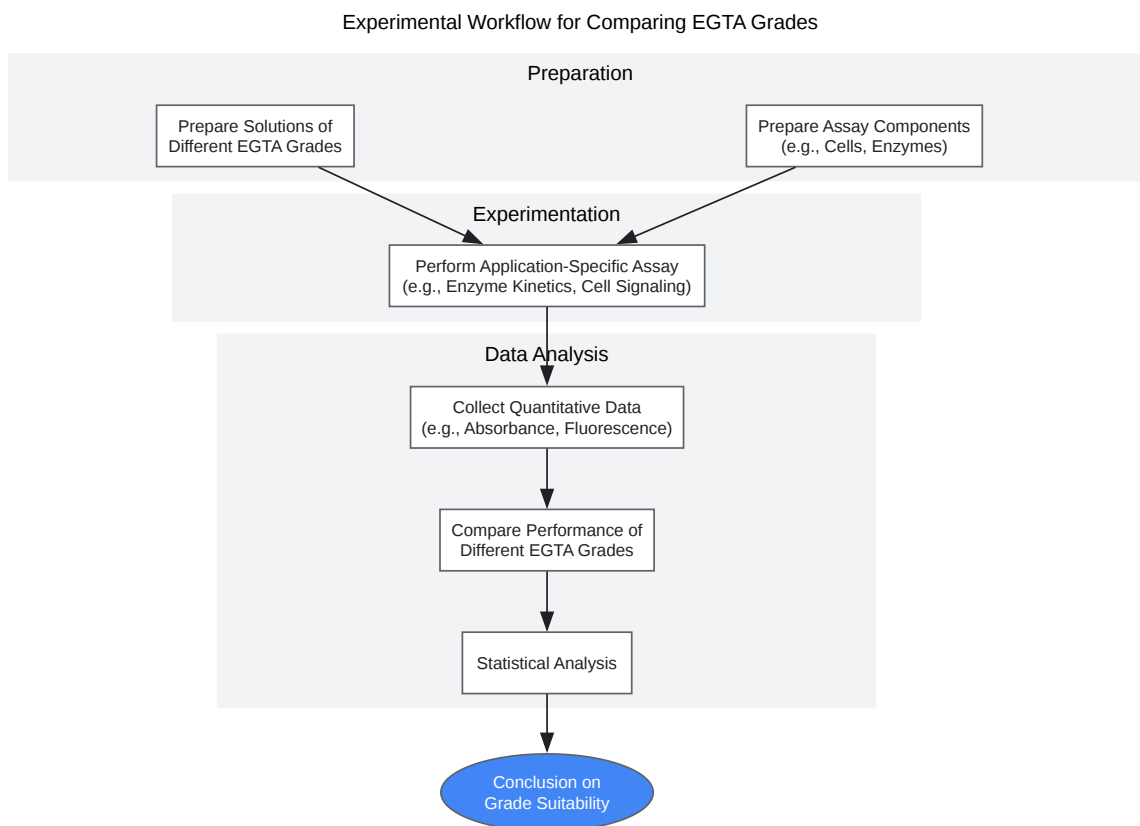 Experimental Workflow for Comparing EGTA Grades
Preparation
Prepare Solutions of
Different EGTA Grades
Prepare Assay Components
(e.g., Cells, Enzymes)
Experimentation
Perform Application-Specific Assay
(e.g., Enzyme Kinetics, Cell Signaling)
Data Analysis
Collect Quantitative Data
(e.g., Absorbance, Fluorescence)
Compare Performance of
Different EGTA Grades
Statistical Analysis
Conclusion on
Grade Suitability